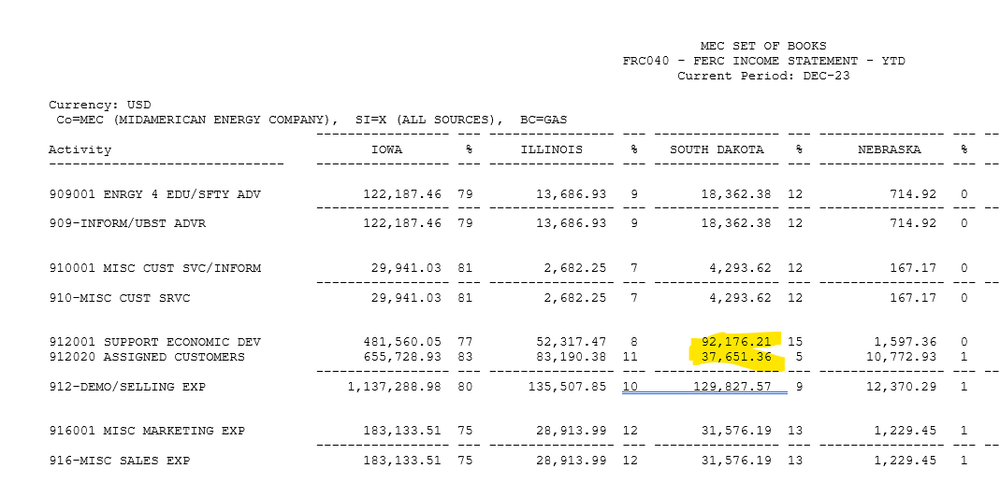 MEC SET OF BOOKS
FRC040 - FERC INCOME STATEMENT - YTD
Current Period: DEC-23
Currency: USD
Co=MEC (MIDAMERICAN ENERGY COMPANY), SI=X (ALL SOURCES), BC=GAS
Activity IOWA % ILLINOIS % SOUTH DAKOTA % NEBRASKA %
909001 ENRGY 4 EDU/SFTY ADV 122,187.46 79 13,686.93 9 18,362.38 12 714.92 0
909-INFORM/UBST ADVR 122,187.46 79 13,686.93 9 18,362.38 12 714.92 0
910001 MISC CUST SVC/INFORM 29,941.03 81 2,682.25 7 4,293.62 12 167.17 0
910-MISC CUST SRVC 29,941.03 81 2,682.25 7 4,293.62 12 167.17 0
912001 SUPPORT ECONOMIC DEV 481,560.05 77 52,317.47 8 92,176.21 15 1,597.36 0
912020 ASSIGNED CUSTOMERS 655,728.93 83 83,190.38 11 37,651.36 5 10,772.93 1
912-DEMO/SELLING EXP 1,137,288.98 80 135,507.85 10 129,827.57 9 12,370.29 1
916001 MISC MARKETING EXP 183,133.51 75 28,913.99 12 31,576.19 13 1,229.45 1
916-MISC SALES EXP 183,133.51 75 28,913.99 12 31,576.19 13 1,229.45 1